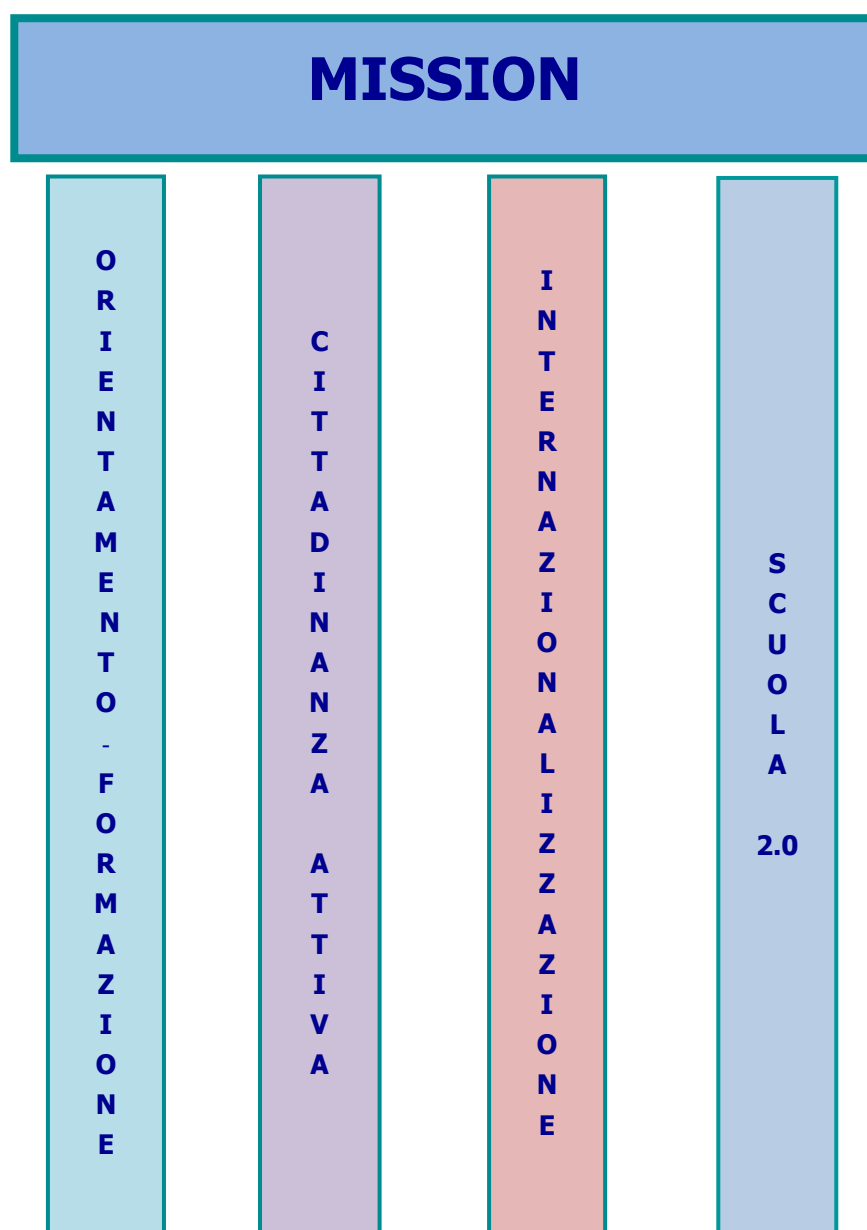 MISSION
ORIENTAMENTO-FORMAZIONE
CITTADINANZA ATTIVA
INTERNAZIONALIZZAZIONE
SCUOLA 2.0